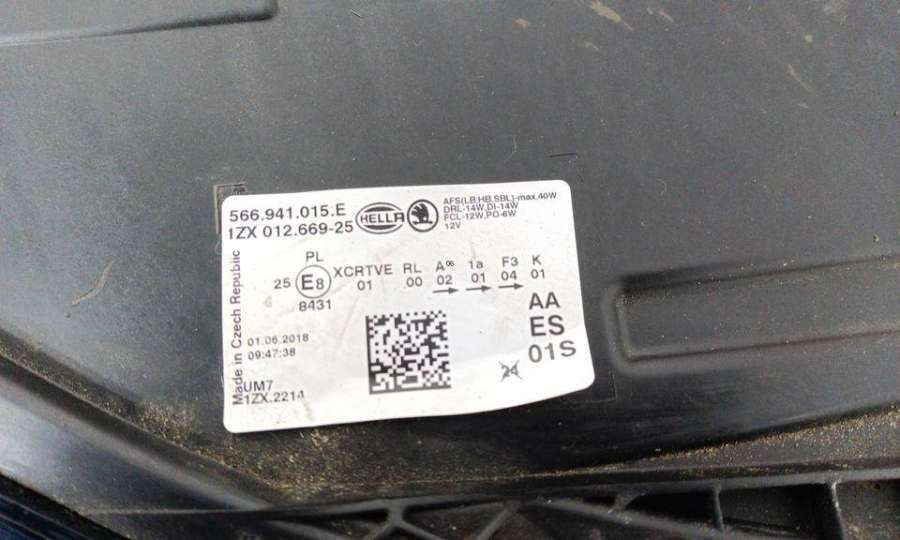 566.941.015.E
1ZX 012.669-25
HELLA
AFS(LB,HB,SBL)-max.40W
DRL-14W,DI-14W
FCL-12W,PO-6W
12V
PL
25 E8 XCRTVE RL A06 1a F3 K
8431 01 00 02 01 04 01
Made in Czech Republic
01.06.2018
09:47:38
UM7
1ZX.2214
AA
ES
01S
24